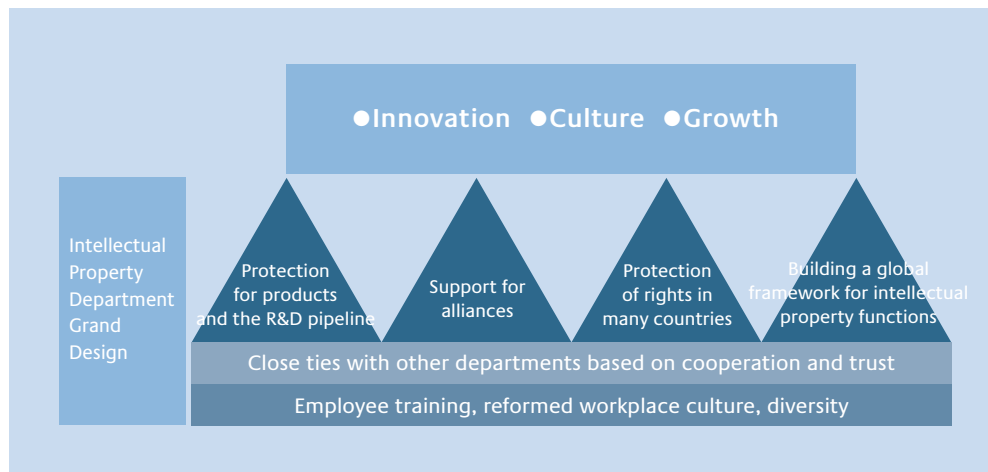 ●Innovation ●Culture ●Growth
Intellectual
Property
Department
Grand
Design
Protection
for products
and the R&D pipeline
Support for
alliances
Protection
of rights in
many countries
Building a global
framework for intellectual
property functions
Close ties with other departments based on cooperation and trust
Employee training, reformed workplace culture, diversity